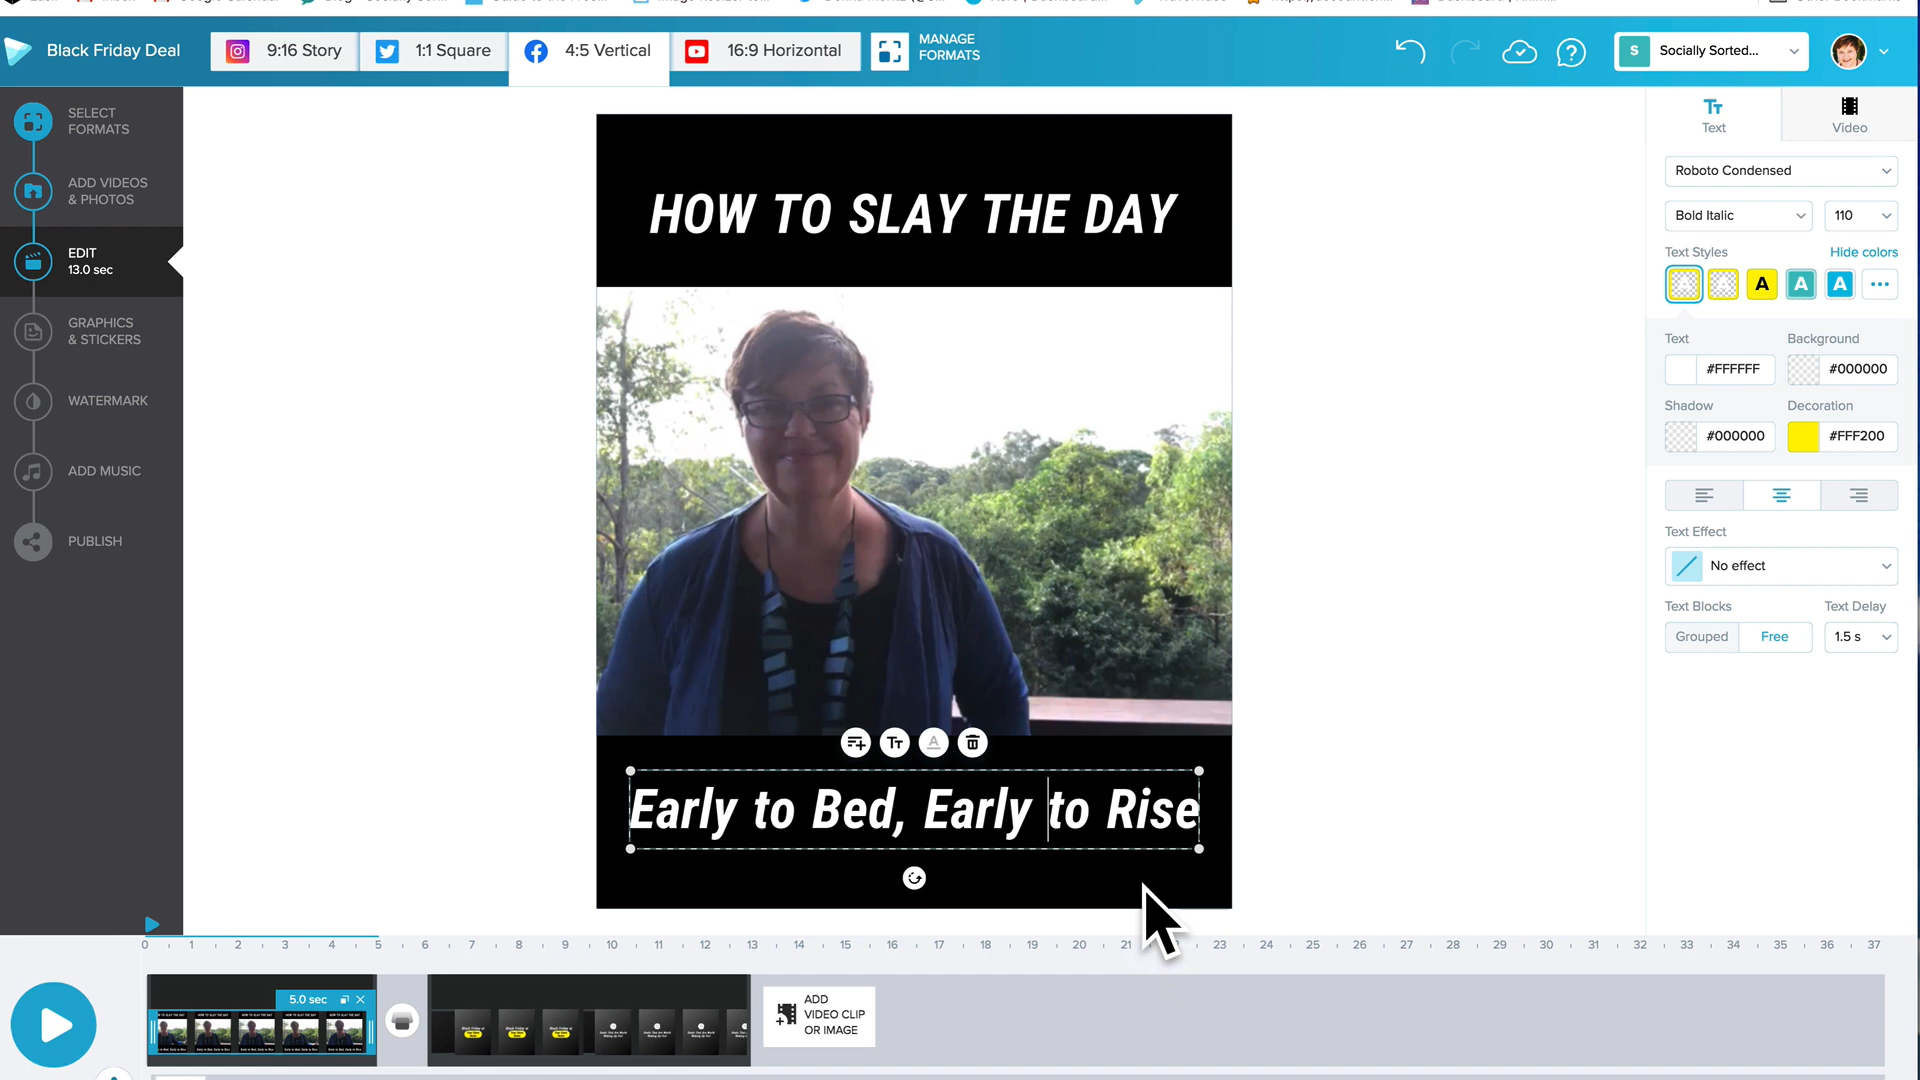 Black Friday Deal
9:16 Story
1:1 Square
4:5 Vertical
16:9 Horizontal
MANAGE
FORMATS
S
Socially Sorted...
SELECT
FORMATS
ADD VIDEOS
& PHOTOS
EDIT
13.0 sec
GRAPHICS
& STICKERS
WATERMARK
ADD MUSIC
PUBLISH
HOW TO SLAY THE DAY
Early to Bed, Early to Rise
Text
Video
Roboto Condensed
Bold Italic
110
Text Styles
Hide colors
A A A
Text
Background
#FFFFFF
#000000
Shadow
Decoration
#000000
#FFF200
Text Effect
No effect
Text Blocks
Text Delay
Grouped
Free
1.5 s
0 1 2 3 4 5 6 7 8 9 10 11 12 13 14 15 16 17 18 19 20 21 23 24 25 26 27 28 29 30 31 32 33 34 35 36 37
5.0 sec
ADD
VIDEO CLIP
OR IMAGE